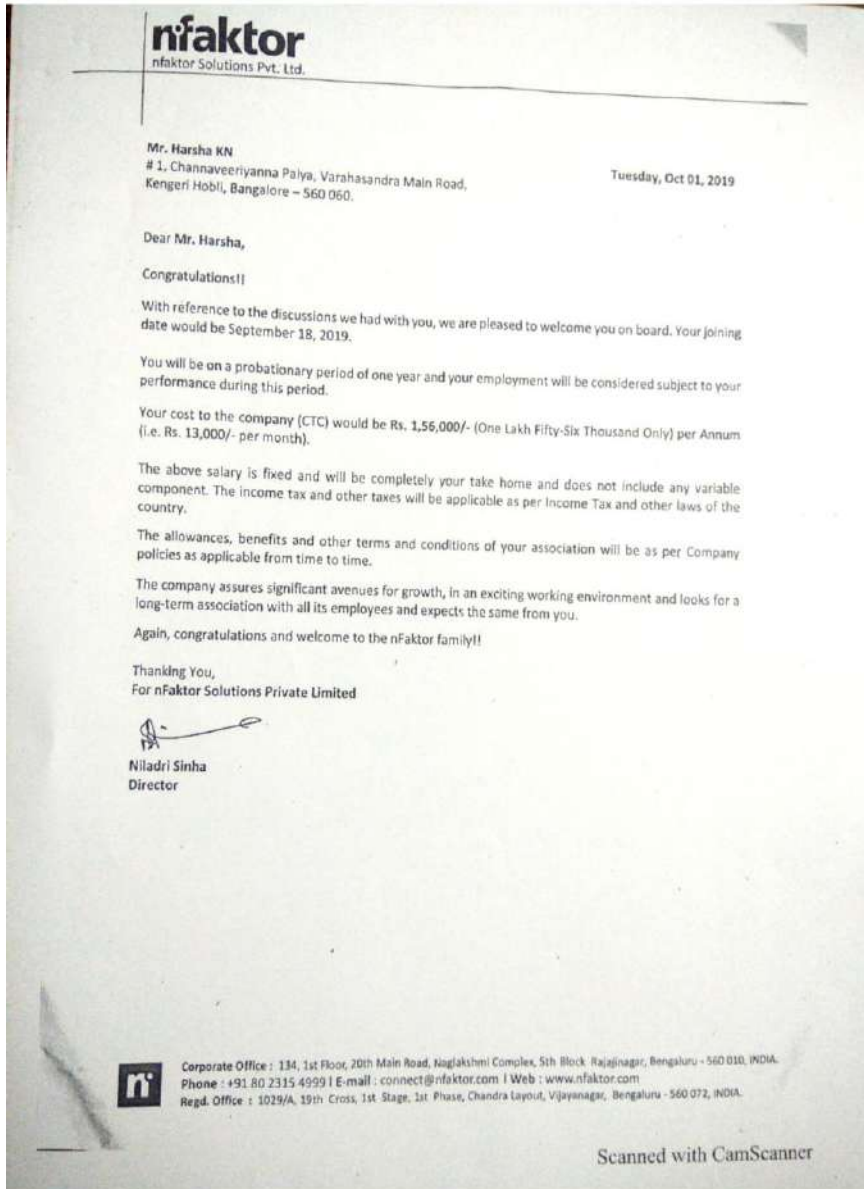 nfaktor
nfaktor Solutions Pvt. Ltd.
Mr. Harsha KN
# 1, Channaveeriyanna Palya, Varahasandra Main Road,
Kengeri Hobli, Bangalore – 560 060.
Tuesday, Oct 01, 2019
Dear Mr. Harsha,
Congratulations!!
With reference to the discussions we had with you, we are pleased to welcome you on board. Your joining
date would be September 18, 2019.
You will be on a probationary period of one year and your employment will be considered subject to your
performance during this period.
Your cost to the company (CTC) would be Rs. 1,56,000/- (One Lakh Fifty-Six Thousand Only) per Annum
(i.e. Rs. 13,000/- per month).
The above salary is fixed and will be completely your take home and does not include any variable
component. The income tax and other taxes will be applicable as per Income Tax and other laws of the
country.
The allowances, benefits and other terms and conditions of your association will be as per Company
policies as applicable from time to time.
The company assures significant avenues for growth, in an exciting working environment and looks for a
long-term association with all its employees and expects the same from you.
Again, congratulations and welcome to the nFaktor family!!
Thanking You,
For nFaktor Solutions Private Limited
Niladri Sinha
Director
n
Corporate Office : 134, 1st Floor, 20th Main Road, Naglakshmi Complex, 5th Block Rajajinagar, Bengaluru - 560 010, INDIA.
Phone : +91 80 2315 4999 I E-mail : connect@nfaktor.com I Web : www.nfaktor.com
Regd. Office : 1029/A, 19th Cross, 1st Stage, 1st Phase, Chandra Layout, Vijayanagar, Bengaluru - 560 072, INDIA.
Scanned with CamScanner